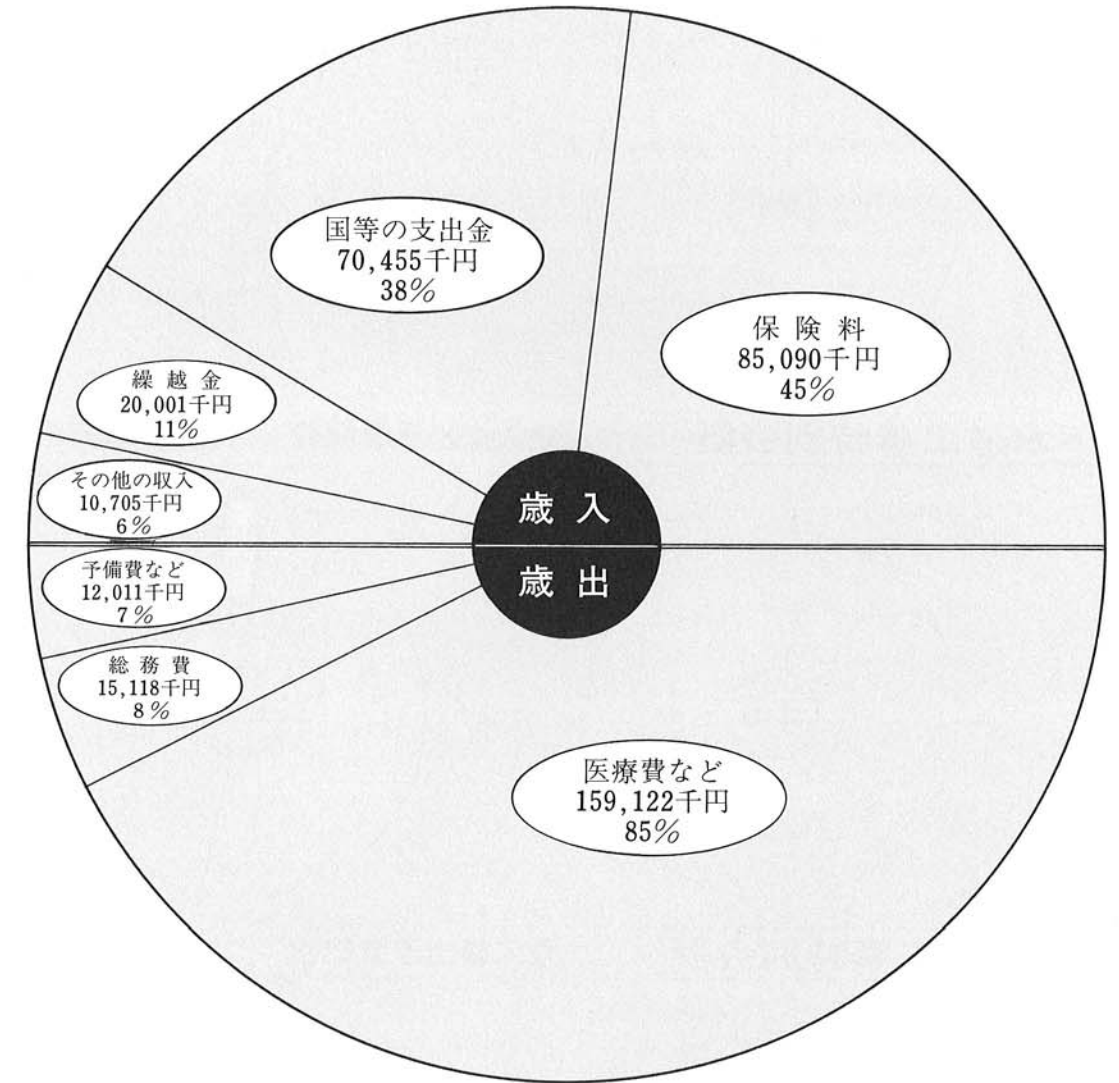 国等の支出金
70,455千円
38%
保険料
85,090千円
45%
繰越金
20,001千円
11%
その他の収入
10,705千円
6%
歳入
歳出
予備費など
12,011千円
7%
総務費
15,118千円
8%
医療費など
159,122千円
85%